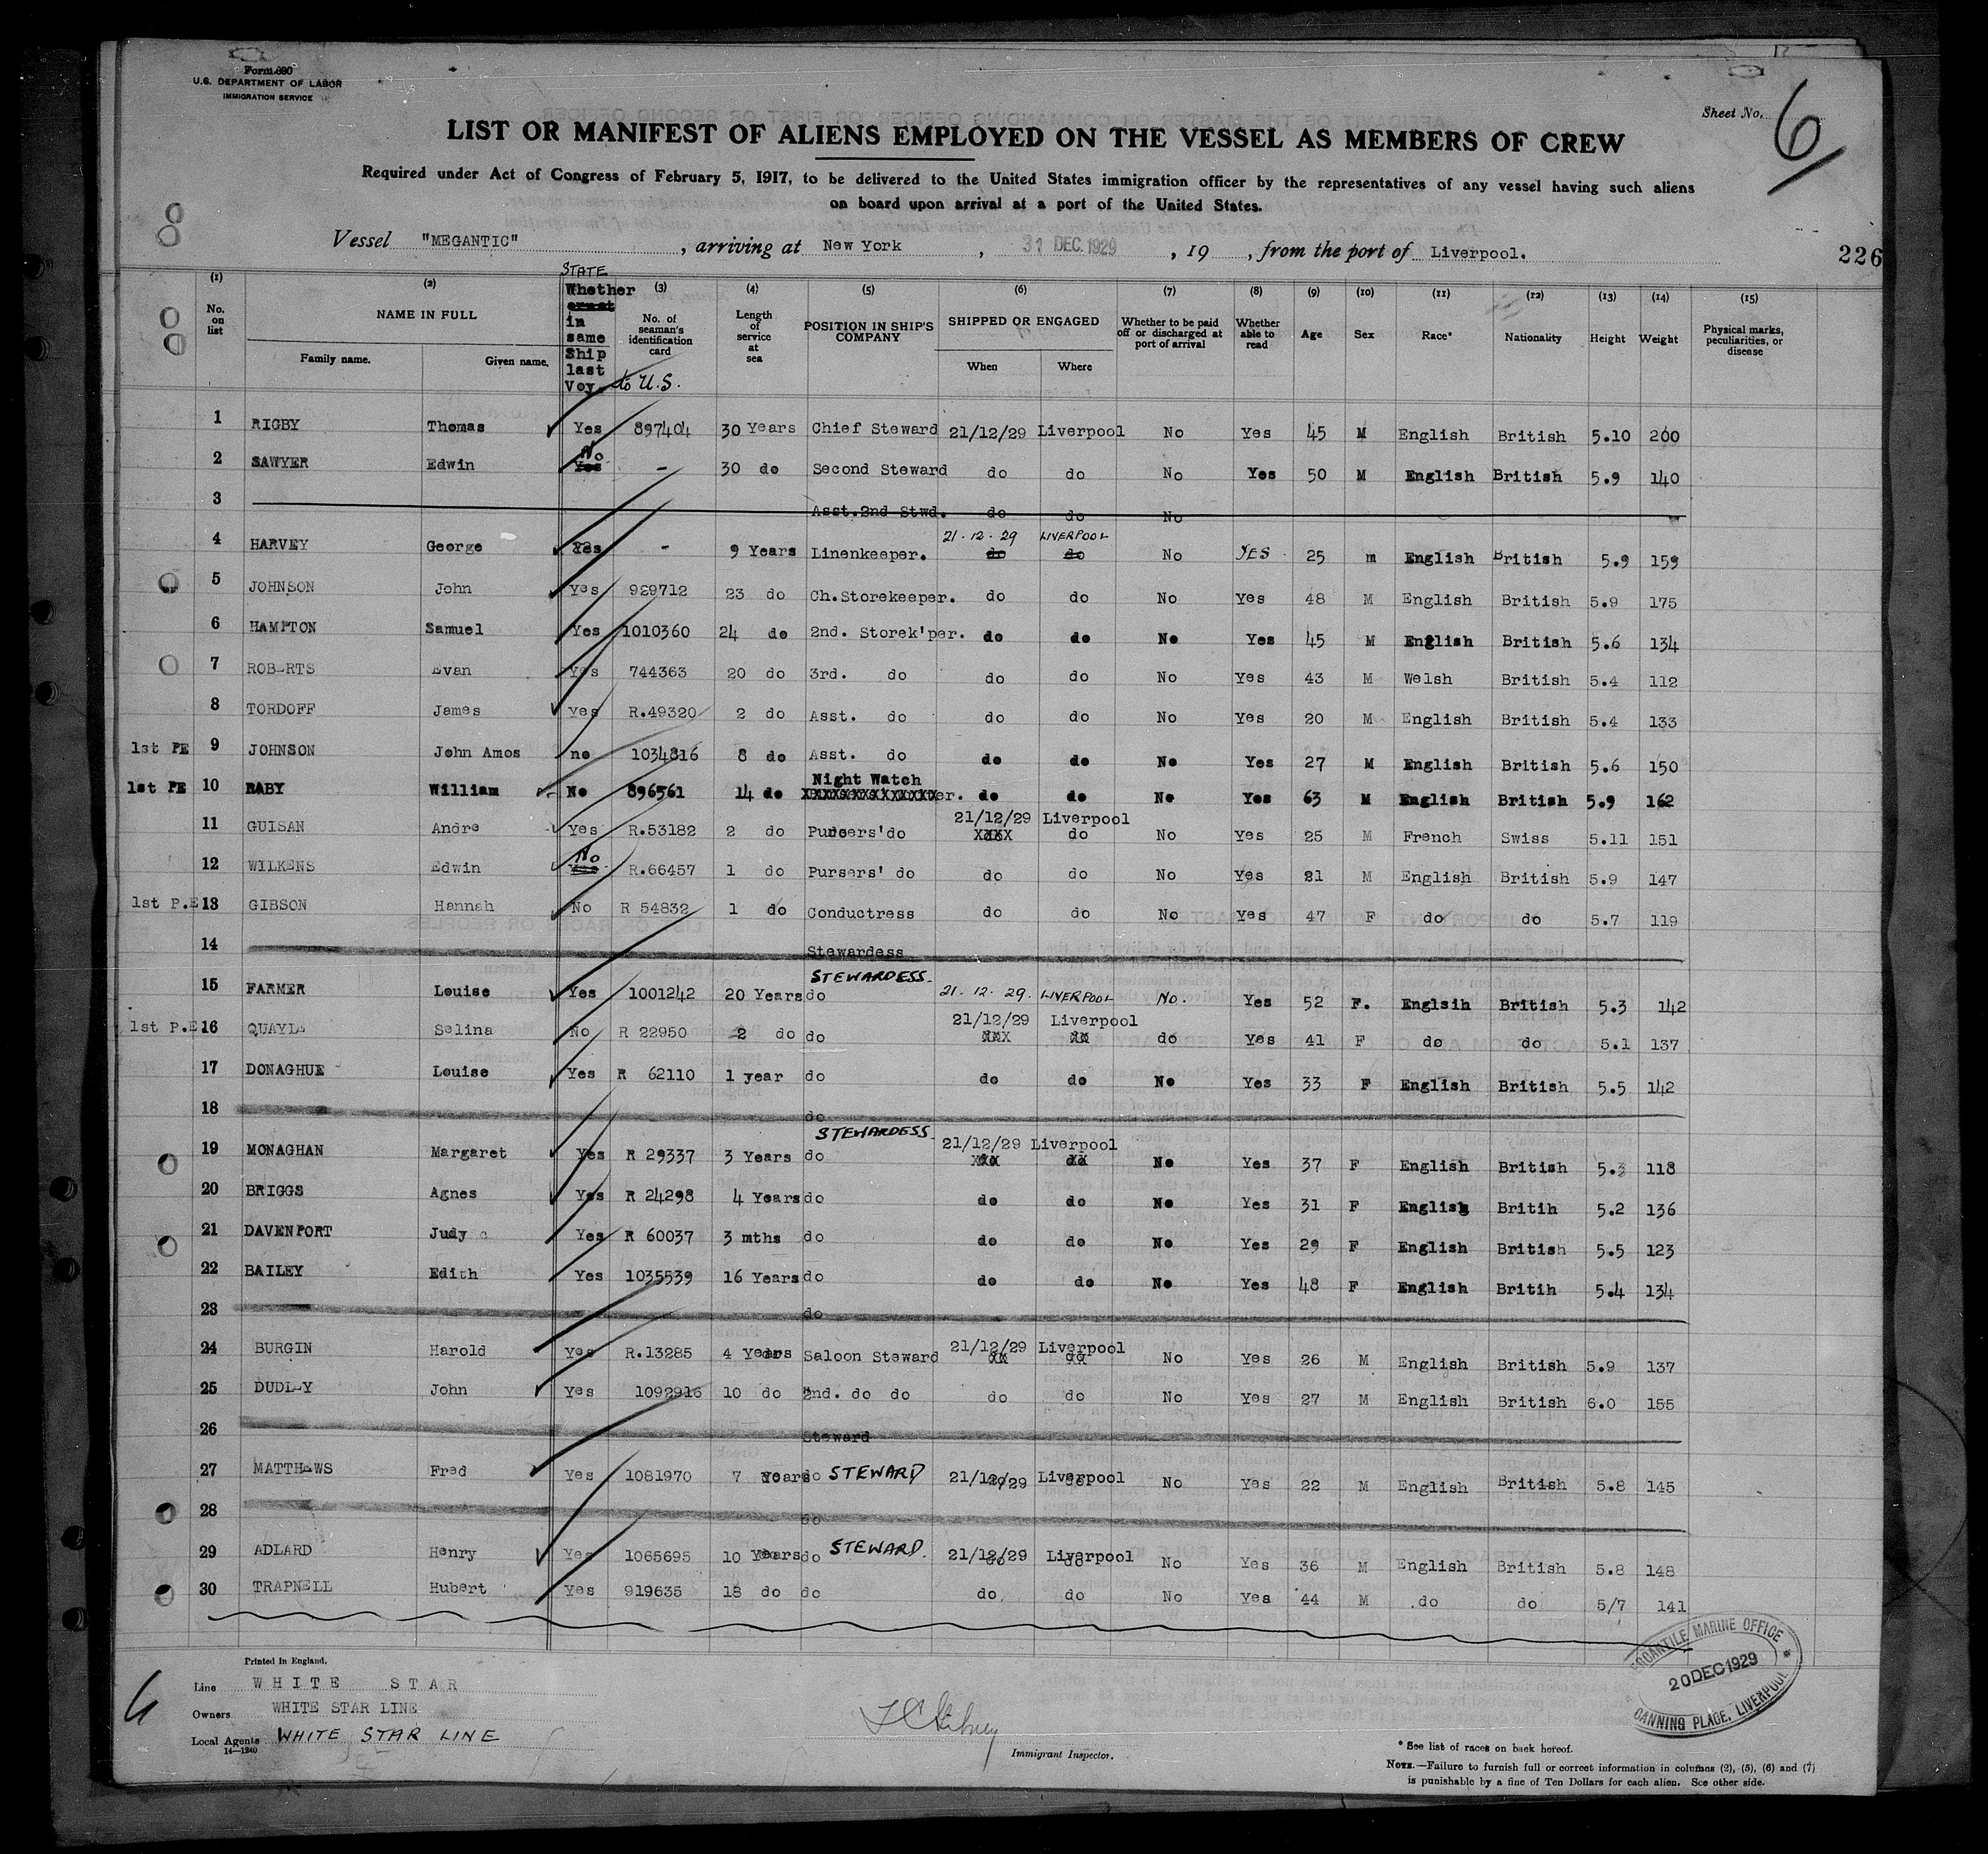 Form 680
U.S. DEPARTMENT OF LABOR
IMMIGRATION SERVICE
Sheet No. 6
LIST OR MANIFEST OF ALIENS EMPLOYED ON THE VESSEL AS MEMBERS OF CREW
Required under Act of Congress of February 5, 1917, to be delivered to the United States immigration officer by the representatives of any vessel having such aliens
on board upon arrival at a port of the United States.
Vessel "MEGANTIC" , arriving at New York , 31 DEC. 1929 , 19 , from the port of Liverpool.
226
(1) No. on list
(2) NAME IN FULL Family name. Given name.
STATE Whether in same Ship last Voy. to U.S.
(3) No. of seaman's identification card
(4) Length of service at sea
(5) POSITION IN SHIP'S COMPANY
(6) SHIPPED OR ENGAGED When Where
(7) Whether to be paid off or discharged at port of arrival
(8) Whether able to read
(9) Age
(10) Sex
(11) Race*
(12) Nationality
(13) Height
(14) Weight
(15) Physical marks, peculiarities, or disease
1 RIGBY Thomas Yes 897404 30 Years Chief Steward 21/12/29 Liverpool No Yes 45 M English British 5.10 200
2 SAWYER Edwin Yes No - 30 do Second Steward do do No Yes 50 M English British 5.9 140
3 Asst.2nd Stwd. do do No
4 HARVEY George Yes - 9 Years Linenkeeper. 21.12.29 do LIVERPOOL do No YES 25 m English British 5.9 159
5 JOHNSON John Yes 929712 23 do Ch.Storekeeper. do do No Yes 48 M English British 5.9 175
6 HAMPTON Samuel Yes 1010360 24 do 2nd. Storek'per. do do No Yes 45 M English British 5.6 134
7 ROBERTS Evan Yes 744363 20 do 3rd. do do do No Yes 43 M Welsh British 5.4 112
8 TORDOFF James Yes R.49320 2 do Asst. do do do No Yes 20 M English British 5.4 133
1st PE 9 JOHNSON John Amos no 1034816 8 do Asst. do do do No Yes 27 M English British 5.6 150
1st PE 10 BABY William No 896561 14 do Night Watch do do No Yes 63 M English British 5.9 162
11 GUISAN Andre Yes R.53182 2 do Pursers' do 21/12/29 Liverpool do No Yes 25 M French Swiss 5.11 151
12 WILKENS Edwin Yes No R.66457 1 do Pursers' do do do No Yes 21 M English British 5.9 147
1st P.E 13 GIBSON Hannah No R 54832 1 do Conductress do do No Yes 47 F do do 5.7 119
14 Stewardess
15 FARMER Louise Yes 1001242 20 Years do STEWARDESS. 21.12.29. LIVERPOOL No. Yes 52 F. Englsih British 5.3 142
1st P.E 16 QUAYLE Selina No R 22950 2 do do 21/12/29 Liverpool do Yes 41 F do do 5.1 137
17 DONAGHUE Louise Yes R 62110 1 year do do do No Yes 33 F English British 5.5 142
18 do
19 MONAGHAN Margaret Yes R 29337 3 Years do STEWARDESS. 21/12/29 Liverpool No Yes 37 F English British 5.3 118
20 BRIGGS Agnes Yes R 24298 4 Years do do do No Yes 31 F English Britih 5.2 136
21 DAVENPORT Judy Yes R 60037 3 mths do do do No Yes 29 F English British 5.5 123
22 BAILEY Edith Yes 1035539 16 Years do do do No Yes 48 F English Britih 5.4 134
23 do
24 BURGIN Harold Yes R.13285 4 Years Saloon Steward 21/12/29 Liverpool No Yes 26 M English British 5.9 137
25 DUDLEY John Yes 1092916 10 do 2nd. do do do do No Yes 27 M English British 6.0 155
26 Steward
27 MATTHEWS Fred Yes 1081970 7 Years do STEWARD 21/12/29 Liverpool No Yes 22 M English British 5.8 145
28 do
29 ADLARD Henry Yes 1065695 10 Years do STEWARD. 21/12/29 Liverpool No Yes 36 M English British 5.8 148
30 TRAPNELL Hubert Yes 919635 18 do do do do No Yes 44 M do do 5/7 141
Printed in England.
Line WHITE STAR
Owners WHITE STAR LINE
Local Agents WHITE STAR LINE
14—1240
Immigrant Inspector.
MERCANTILE MARINE OFFICE
20 DEC 1929
CANNING PLACE, LIVERPOOL
* See list of races on back hereof.
NOTE.—Failure to furnish full or correct information in columns (2), (5), (6) and (7)
is punishable by a fine of Ten Dollars for each alien. See other side.